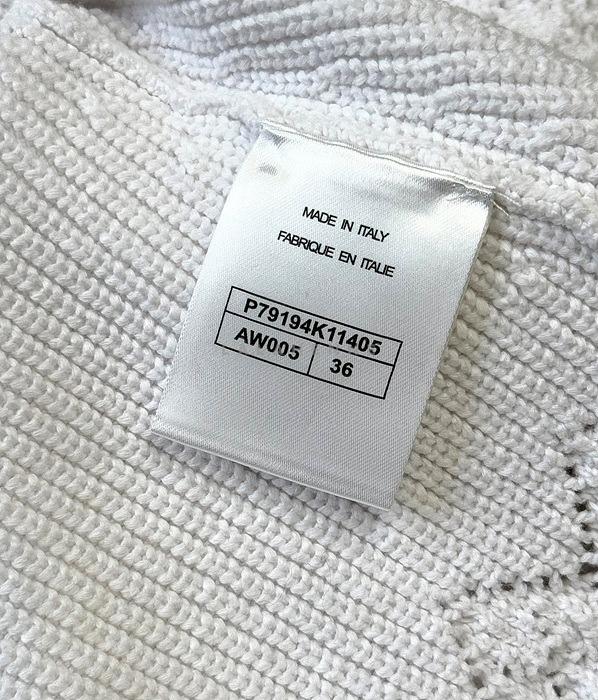 MADE IN ITALY
FABRIQUE EN ITALIE
P79194K11405
AW005 36